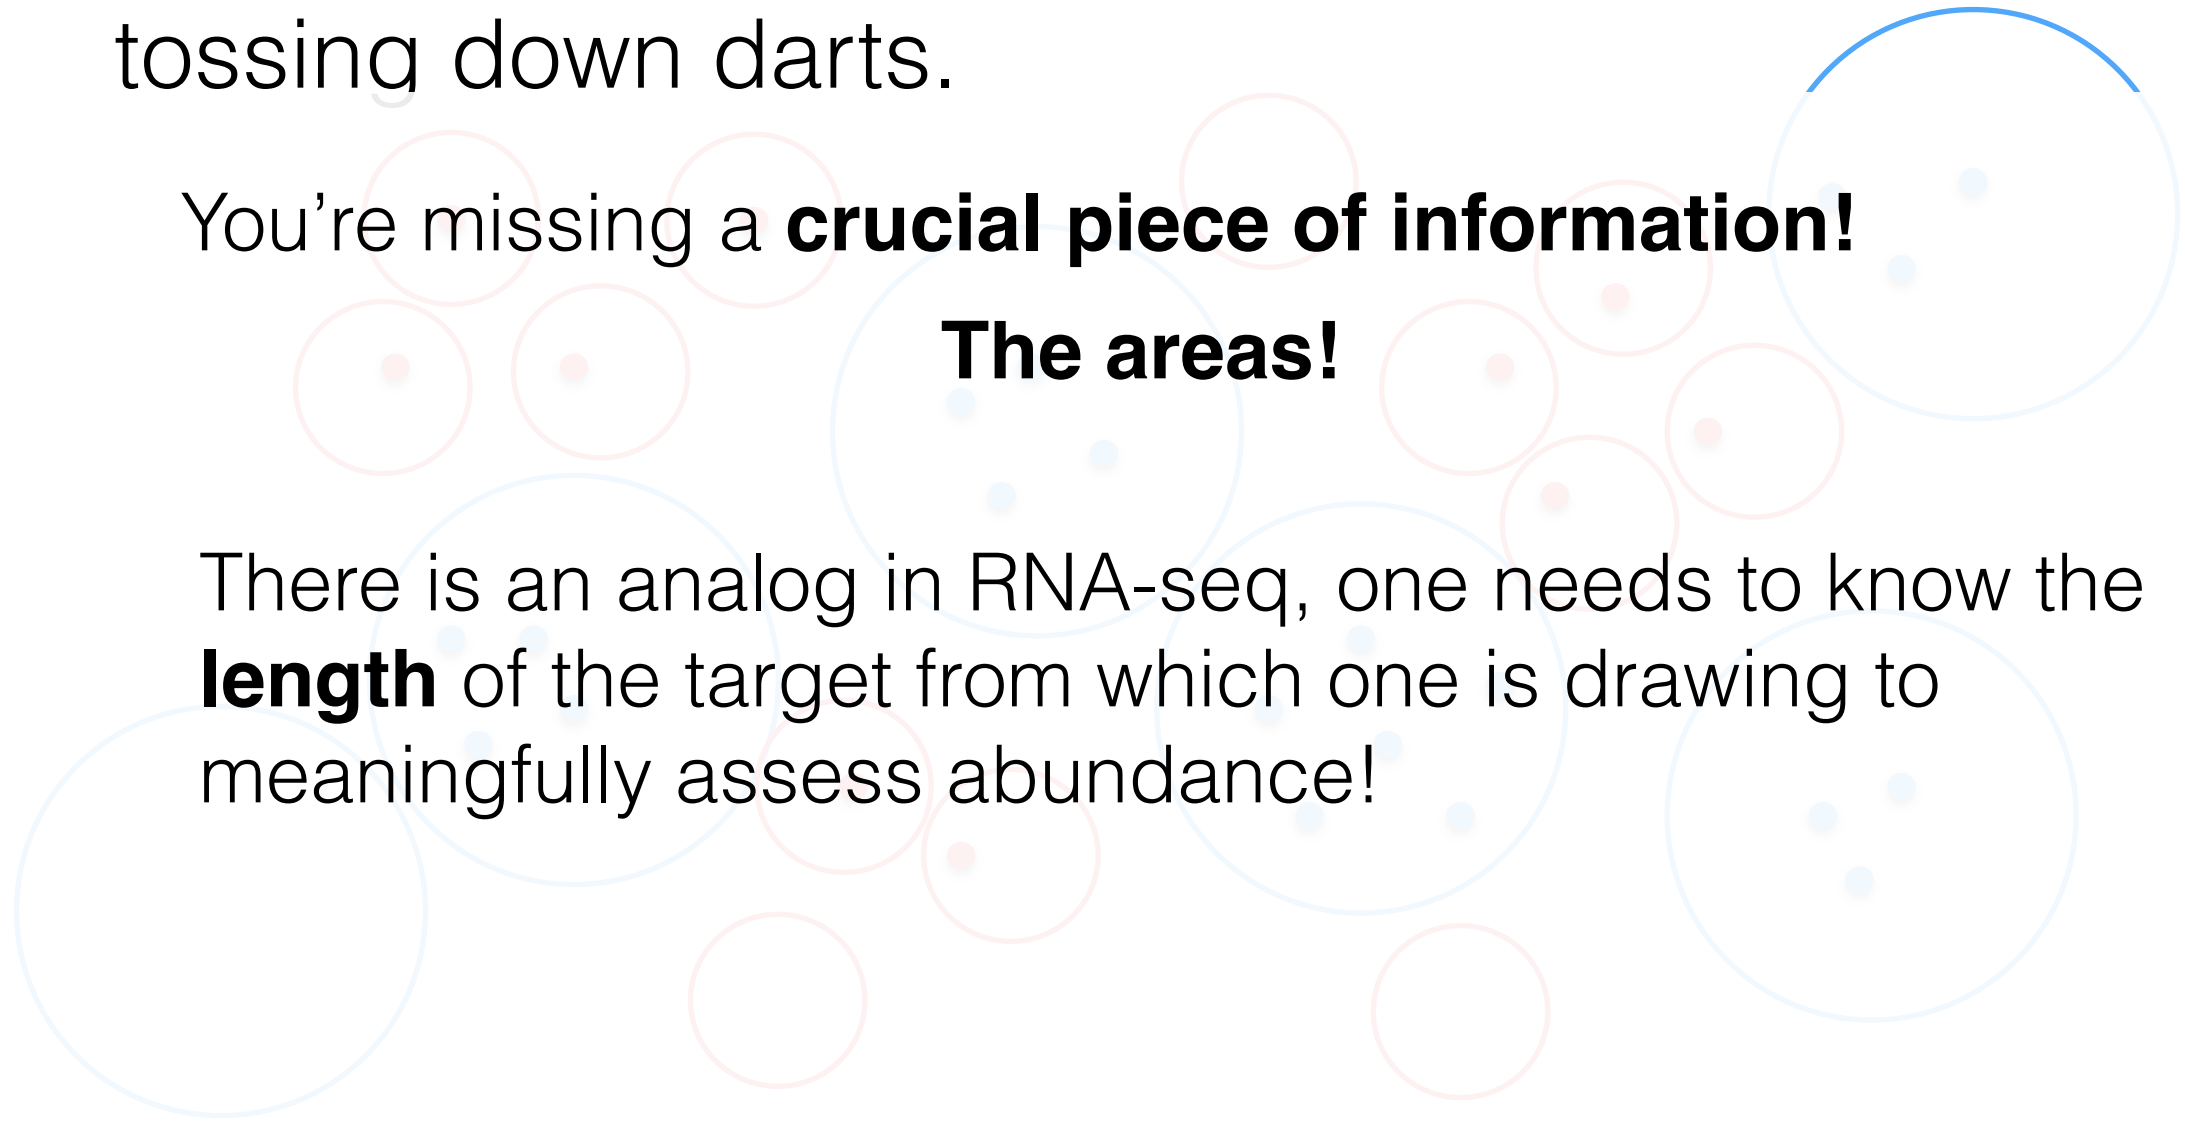 tossing down darts.
You’re missing a crucial piece of information!
The areas!
There is an analog in RNA-seq, one needs to know the
length of the target from which one is drawing to
meaningfully assess abundance!